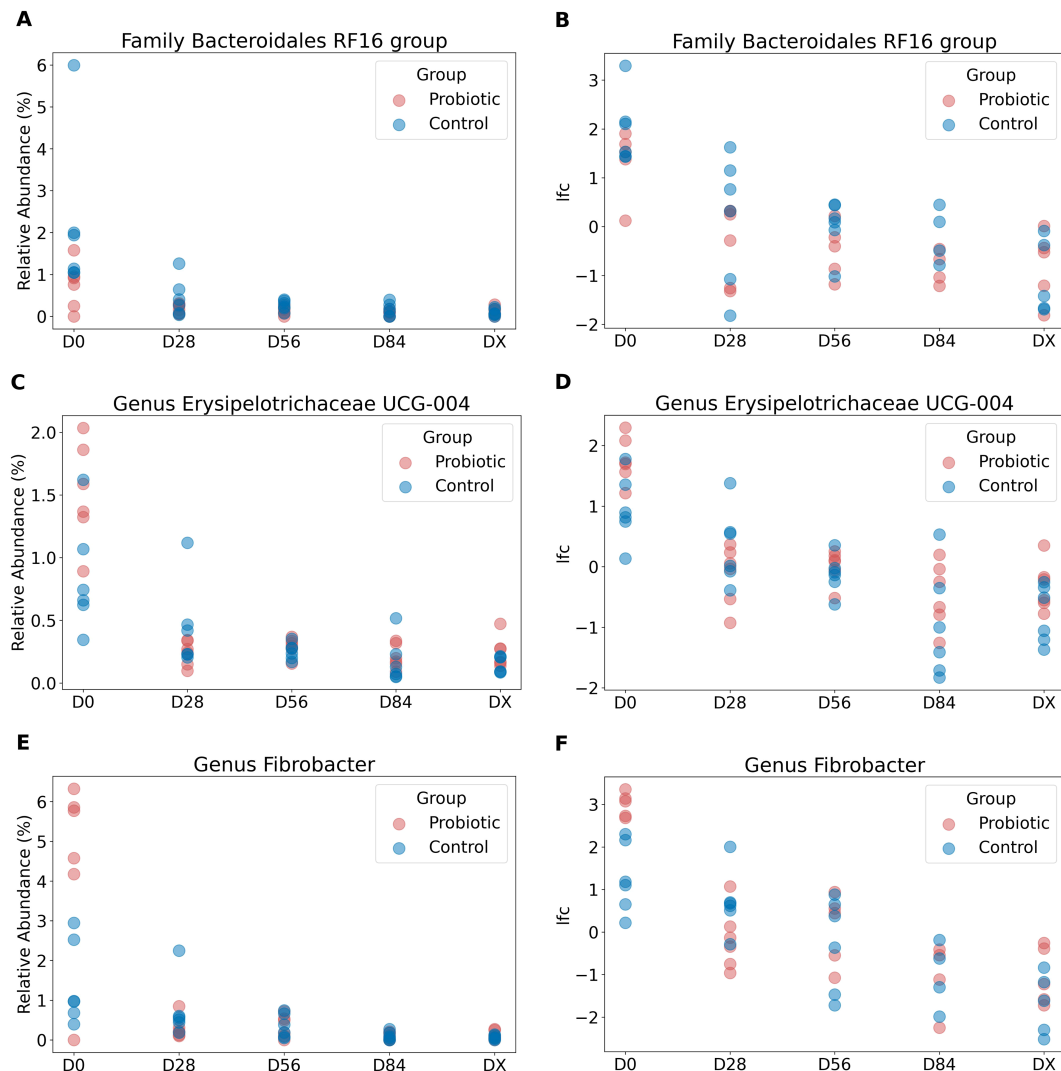 A
Family Bacteroidales RF16 group
Relative Abundance (%)
6
5
4
3
2
1
0
D0 D28 D56 D84 DX
Group
Probiotic
Control
B
Family Bacteroidales RF16 group
lfc
3
2
1
0
−1
−2
D0 D28 D56 D84 DX
Group
Probiotic
Control
C
Genus Erysipelotrichaceae UCG-004
Relative Abundance (%)
2.0
1.5
1.0
0.5
0.0
D0 D28 D56 D84 DX
Group
Probiotic
Control
D
Genus Erysipelotrichaceae UCG-004
lfc
2
1
0
−1
−2
D0 D28 D56 D84 DX
Group
Probiotic
Control
E
Genus Fibrobacter
Relative Abundance (%)
6
5
4
3
2
1
0
D0 D28 D56 D84 DX
Group
Probiotic
Control
F
Genus Fibrobacter
lfc
3
2
1
0
−1
−2
D0 D28 D56 D84 DX
Group
Probiotic
Control